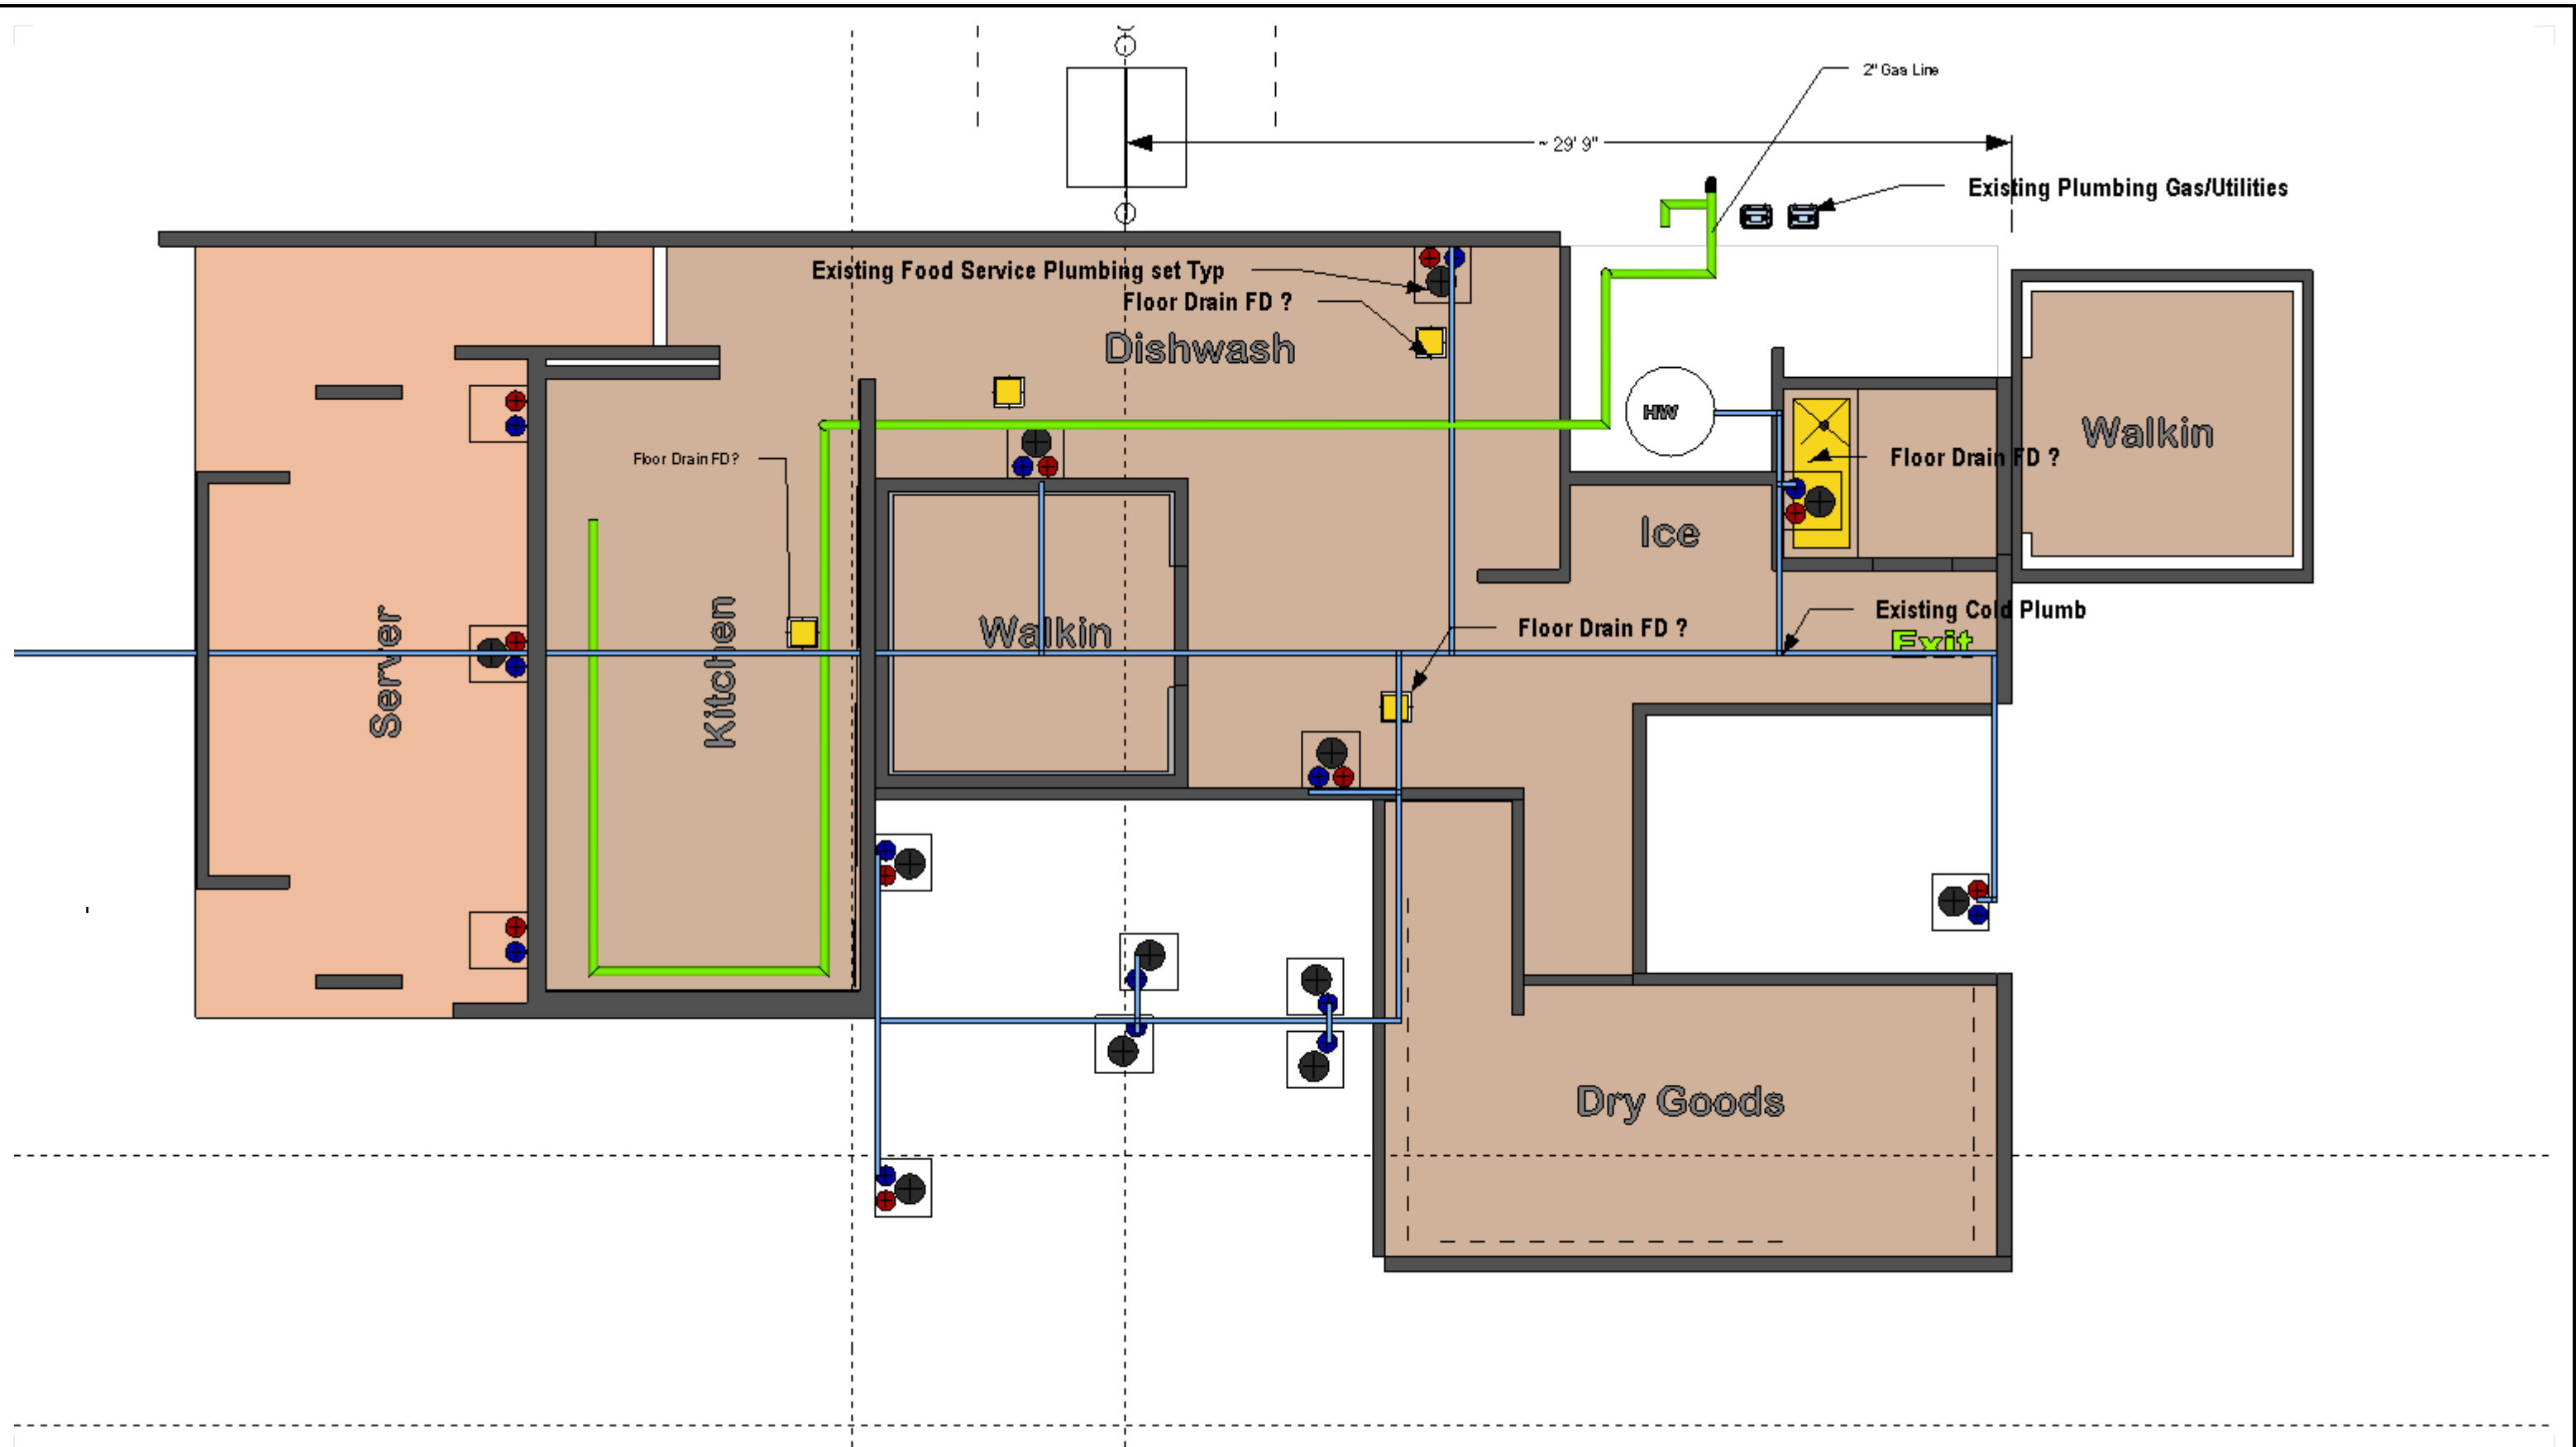 2" Gas Line
~ 29' 9"
Existing Plumbing Gas/Utilities
Existing Food Service Plumbing set Typ
Floor Drain FD ?
Dishwash
HW
Walkin
Floor Drain FD?
Floor Drain FD ?
Ice
Existing Cold Plumb
Floor Drain FD ?
Walkin
Exit
Server
Kitchen
Dry Goods